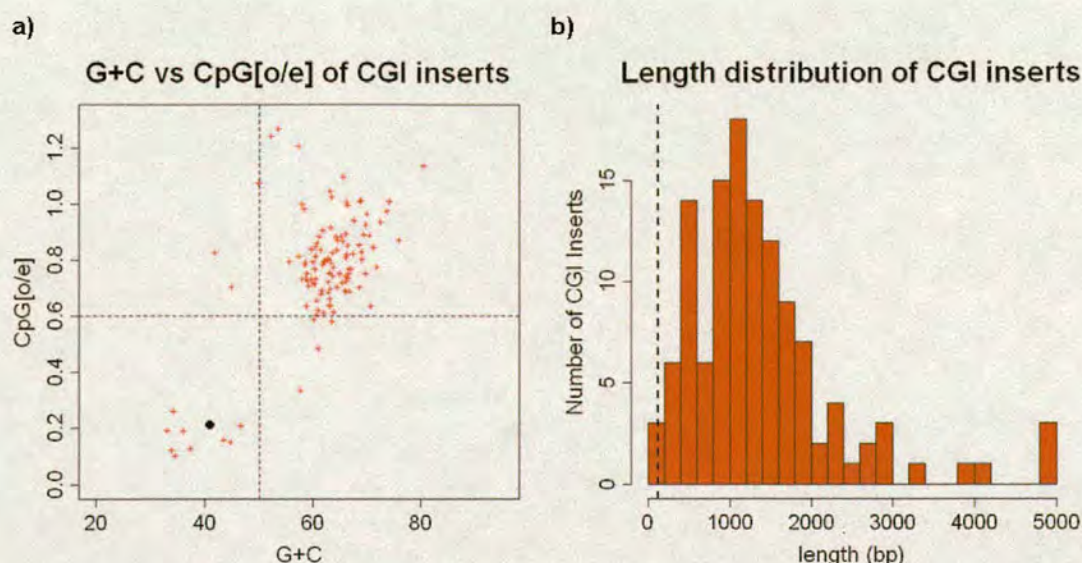 a)
G+C vs CpG[o/e] of CGI inserts
CpG[o/e]
0.0 0.2 0.4 0.6 0.8 1.0 1.2
20 40 60 80
G+C
b)
Length distribution of CGI inserts
Number of CGI Inserts
0 5 10 15
0 1000 2000 3000 4000 5000
length (bp)